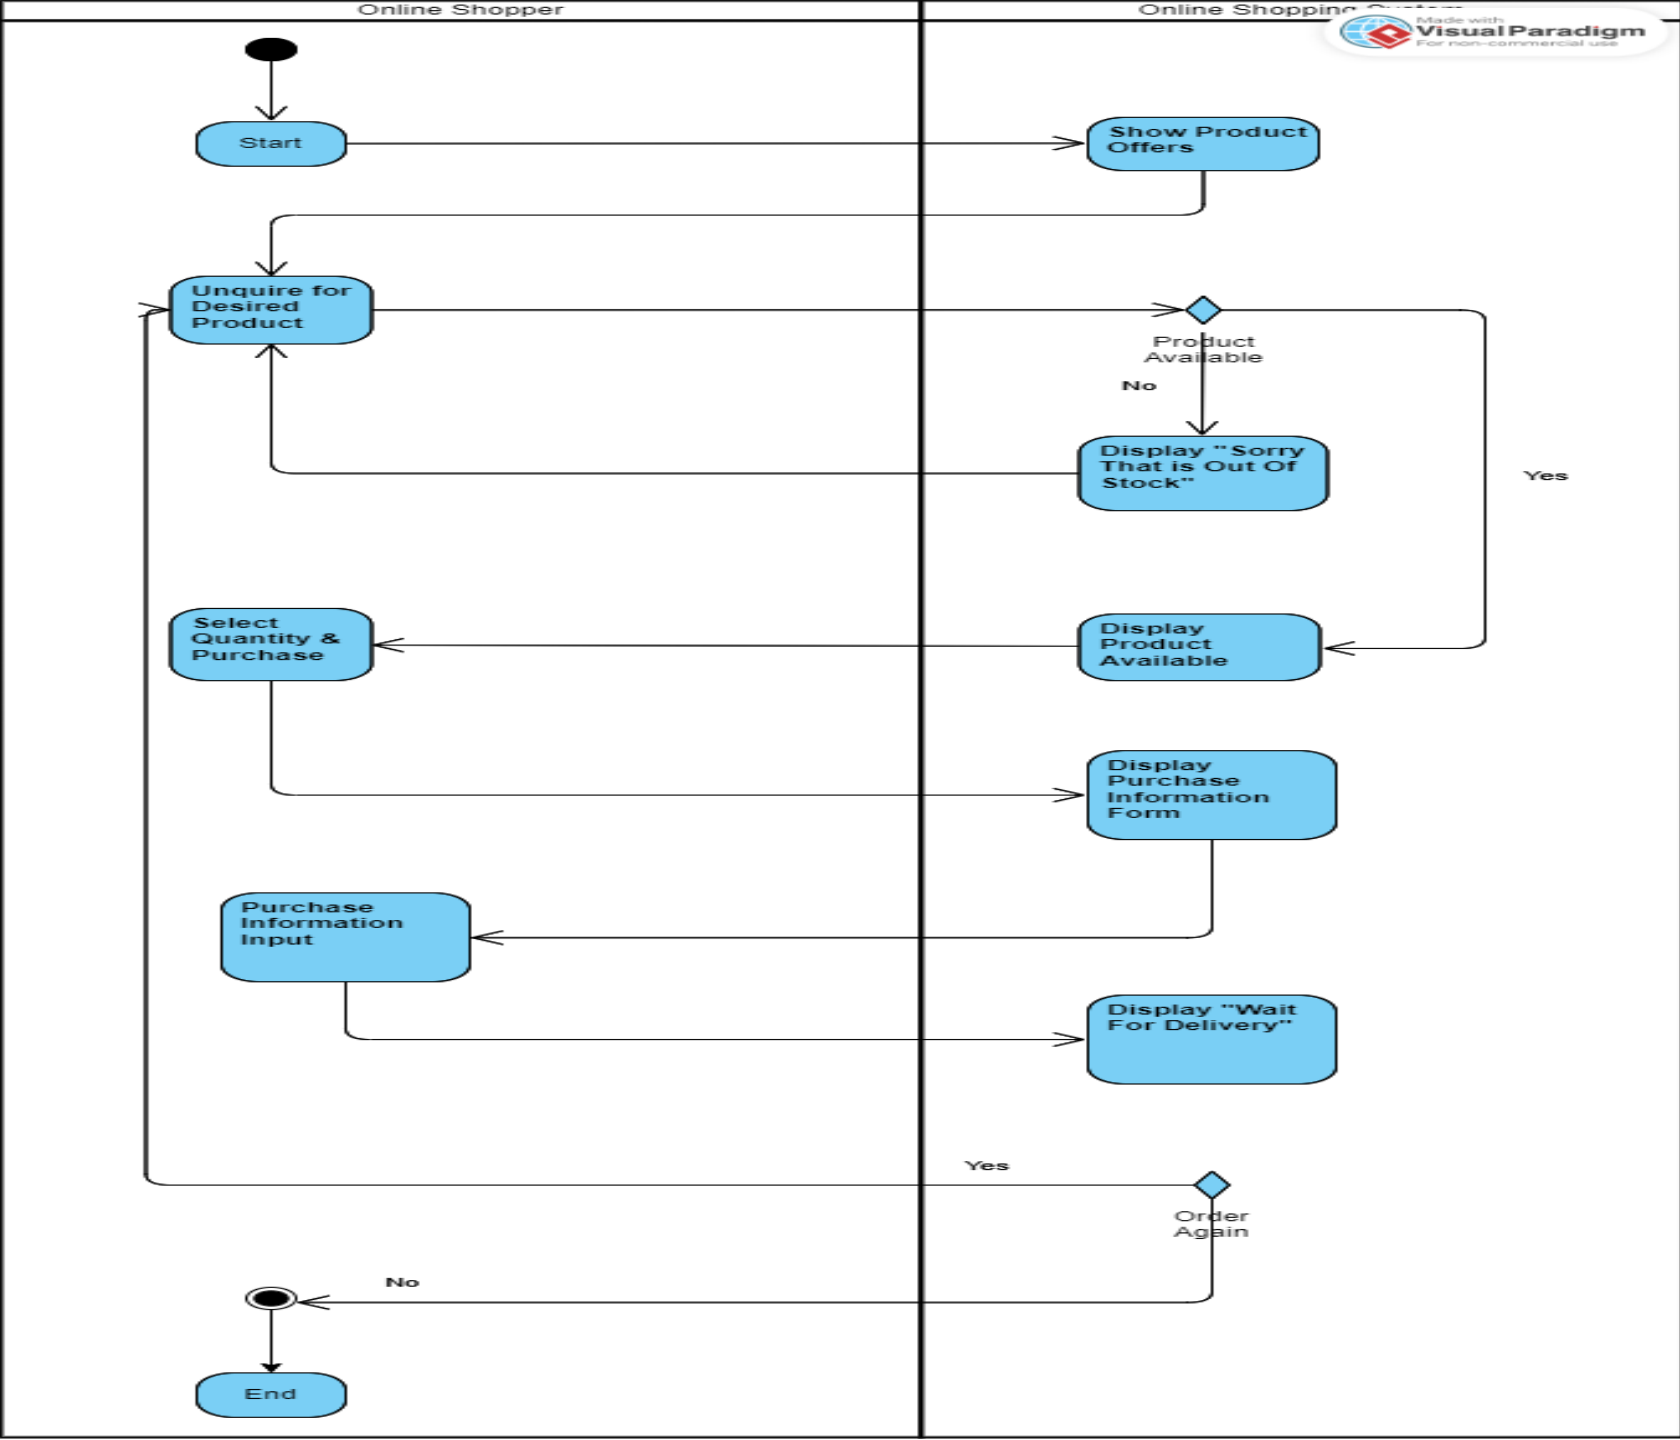 Online Shopper
Online Shopping System
Made with
Visual Paradigm
For non-commercial use
Start
Show Product
Offers
Unquire for
Desired
Product
Product
Available
No
Display "Sorry
That is Out Of
Stock"
Yes
Select
Quantity &
Purchase
Display
Product
Available
Display
Purchase
Information
Form
Purchase
Information
Input
Display "Wait
For Delivery"
Yes
Order
Again
No
End